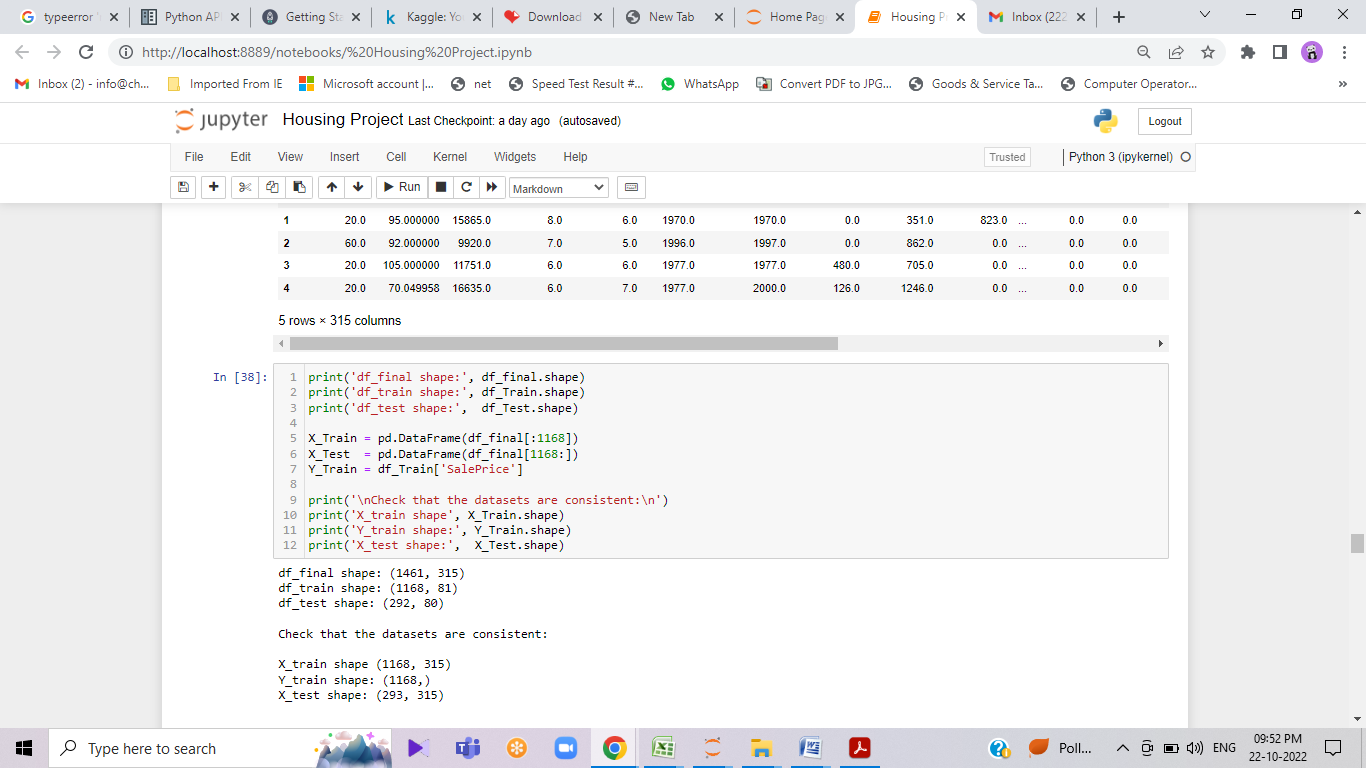 typeerror
Python AP
Getting Sta
Kaggle: You
Download
New Tab
Home Page
Housing Pr
Inbox (222
http://localhost:8889/notebooks/%20Housing%20Project.ipynb
Inbox (2) - info@ch...
Imported From IE
Microsoft account |...
net
Speed Test Result #...
WhatsApp
Convert PDF to JPG...
Goods & Service Ta...
Computer Operator...
»
jupyter Housing Project Last Checkpoint: a day ago (autosaved)
Logout
File Edit View Insert Cell Kernel Widgets Help
Trusted
Python 3 (ipykernel)
Run
Markdown
1 20.0 95.000000 15865.0 8.0 6.0 1970.0 1970.0 0.0 351.0 823.0 ... 0.0 0.0
2 60.0 92.000000 9920.0 7.0 5.0 1996.0 1997.0 0.0 862.0 0.0 ... 0.0 0.0
3 20.0 105.000000 11751.0 6.0 6.0 1977.0 1977.0 480.0 705.0 0.0 ... 0.0 0.0
4 20.0 70.049958 16635.0 6.0 7.0 1977.0 2000.0 126.0 1246.0 0.0 ... 0.0 0.0
5 rows × 315 columns
In [38]:
1 print('df_final shape:', df_final.shape)
2 print('df_train shape:', df_Train.shape)
3 print('df_test shape:',  df_Test.shape)
4
5 X_Train = pd.DataFrame(df_final[:1168])
6 X_Test  = pd.DataFrame(df_final[1168:])
7 Y_Train = df_Train['SalePrice']
8
9 print('\nCheck that the datasets are consistent:\n')
10 print('X_train shape', X_Train.shape)
11 print('Y_train shape:', Y_Train.shape)
12 print('X_test shape:',  X_Test.shape)
df_final shape: (1461, 315)
df_train shape: (1168, 81)
df_test shape: (292, 80)
Check that the datasets are consistent:
X_train shape (1168, 315)
Y_train shape: (1168,)
X_test shape: (293, 315)
Type here to search
Poll...
ENG
09:52 PM
22-10-2022